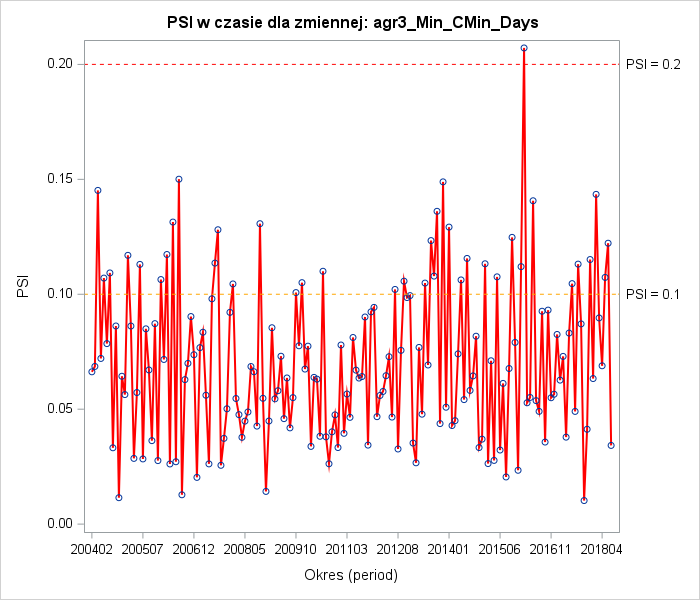 PSI w czasie dla zmiennej: agr3_Min_CMin_Days
0.20
PSI = 0.2
0.15
PSI
0.10
PSI = 0.1
0.05
0.00
200402 200507 200612 200805 200910 201103 201208 201401 201506 201611 201804
Okres (period)